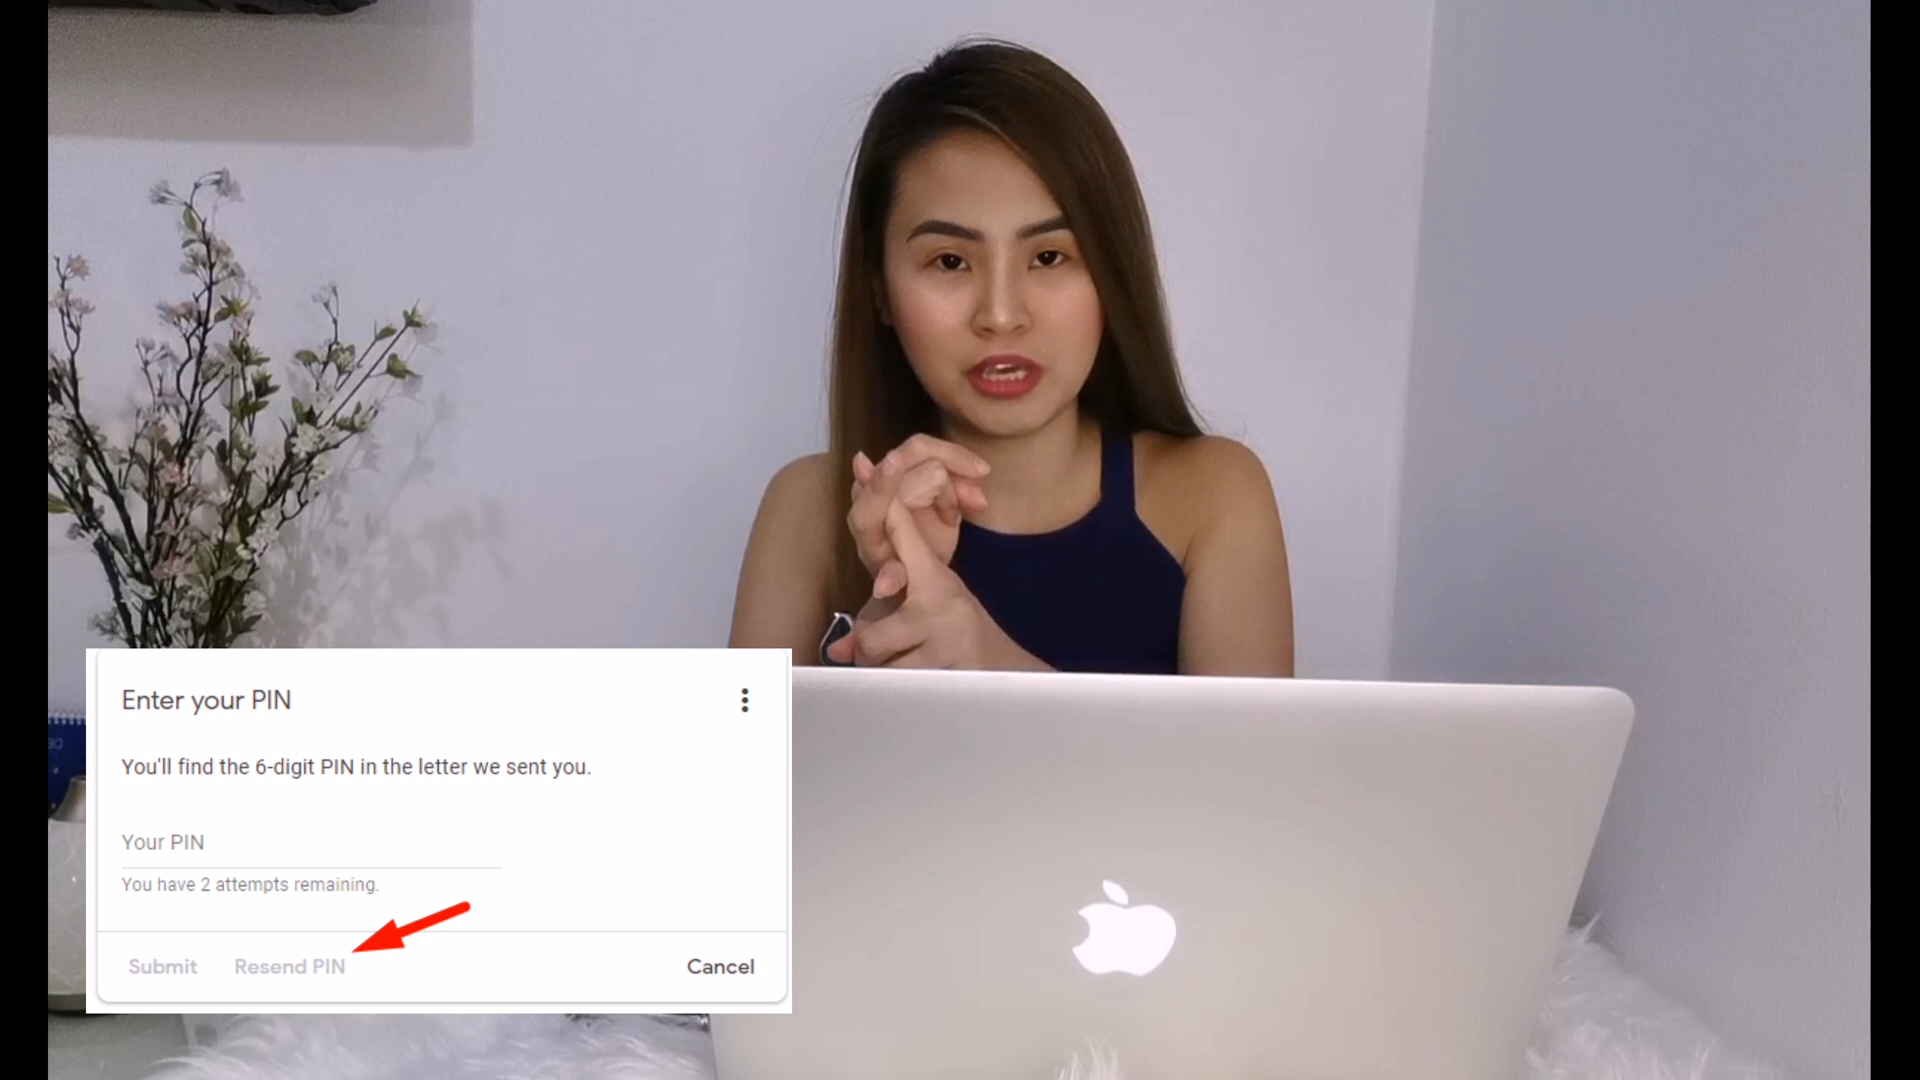 Enter your PIN
You'll find the 6-digit PIN in the letter we sent you.
Your PIN
You have 2 attempts remaining.
Submit Resend PIN Cancel